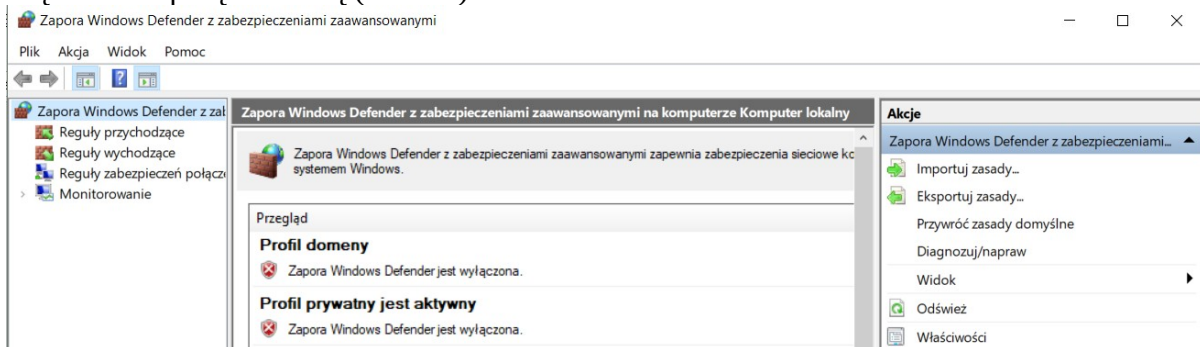 Zapora Windows Defender z zabezpieczeniami zaawansowanymi
Plik Akcja Widok Pomoc
Zapora Windows Defender z zab
Reguły przychodzące
Reguły wychodzące
Reguły zabezpieczeń połącze
Monitorowanie
Zapora Windows Defender z zabezpieczeniami zaawansowanymi na komputerze Komputer lokalny
Zapora Windows Defender z zabezpieczeniami zaawansowanymi zapewnia zabezpieczenia sieciowe kc
systemem Windows.
Przegląd
Profil domeny
Zapora Windows Defender jest wyłączona.
Profil prywatny jest aktywny
Zapora Windows Defender jest wyłączona.
Akcje
Zapora Windows Defender z zabezpieczeniami...
Importuj zasady...
Eksportuj zasady...
Przywróć zasady domyślne
Diagnozuj/napraw
Widok
Odśwież
Właściwości